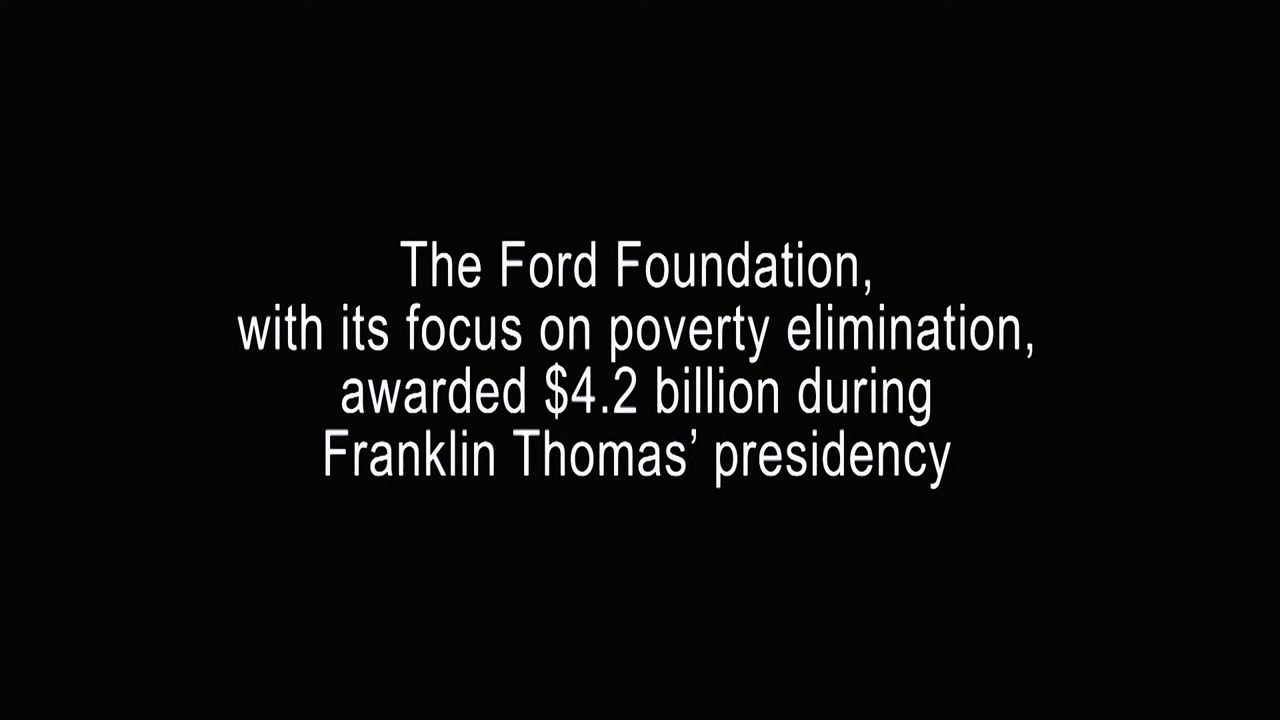 The Ford Foundation,
with its focus on poverty elimination,
awarded $4.2 billion during
Franklin Thomas’ presidency